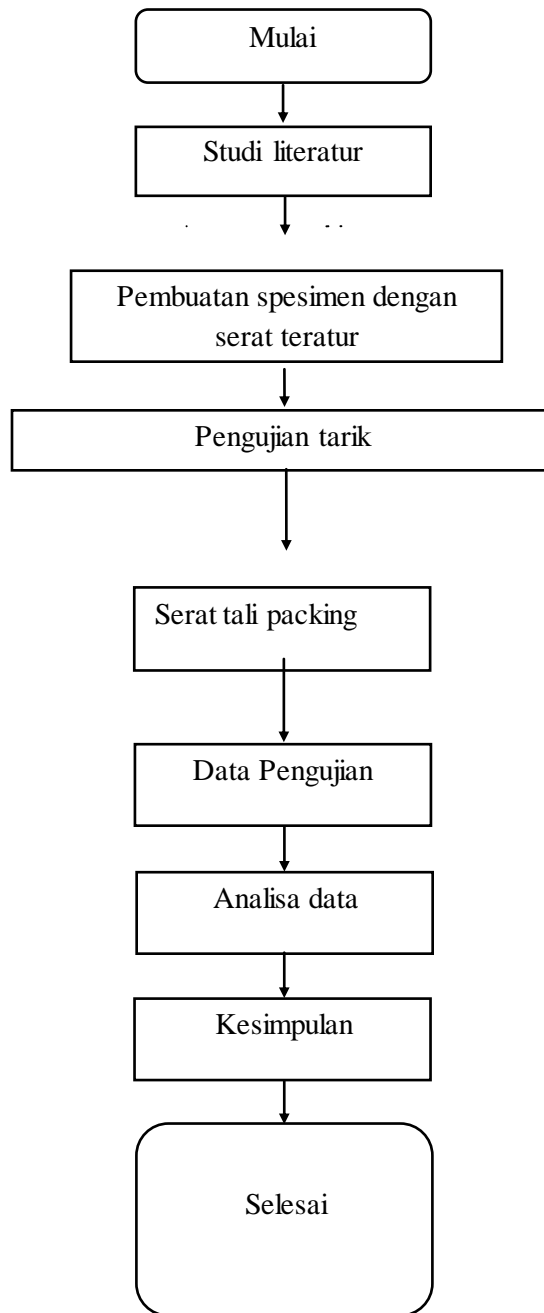 Mulai
Studi literatur
Pembuatan spesimen dengan
serat teratur
Pengujian tarik
Serat tali packing
Data Pengujian
Analisa data
Kesimpulan
Selesai